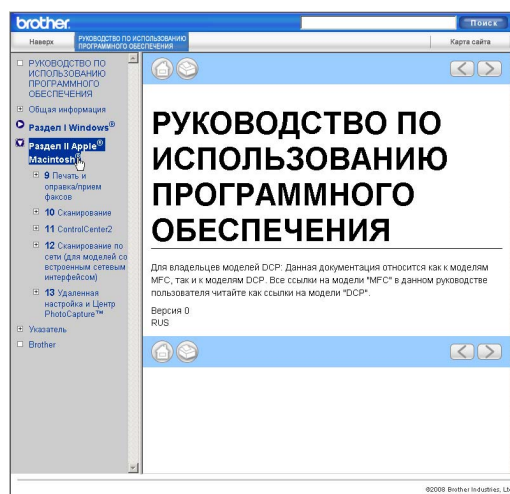 brother.
Поиск
Наверх
РУКОВОДСТВО ПО ИСПОЛЬЗОВАНИЮ
ПРОГРАММНОГО ОБЕСПЕЧЕНИЯ
Карта сайта
РУКОВОДСТВО ПО
ИСПОЛЬЗОВАНИЮ
ПРОГРАММНОГО
ОБЕСПЕЧЕНИЯ
Общая информация
Раздел I Windows®
Раздел II Apple®
Macintosh®
9 Печать и
оправка/прием
факсов
10 Сканирование
11 ControlCenter2
12 Сканирование по
сети (для моделей со
встроенным сетевым
интерфейсом)
13 Удаленная
настройка и Центр
PhotoCapture™
Указатель
Brother
РУКОВОДСТВО ПО
ИСПОЛЬЗОВАНИЮ
ПРОГРАММНОГО
ОБЕСПЕЧЕНИЯ
Для владельцев моделей DCP: Данная документация относится как к моделям
MFC, так и к моделям DCP. Все ссылки на модели "MFC" в данном руководстве
пользователя читайте как ссылки на модели "DCP".
Версия 0
RUS
©2008 Brother Industries, Lt